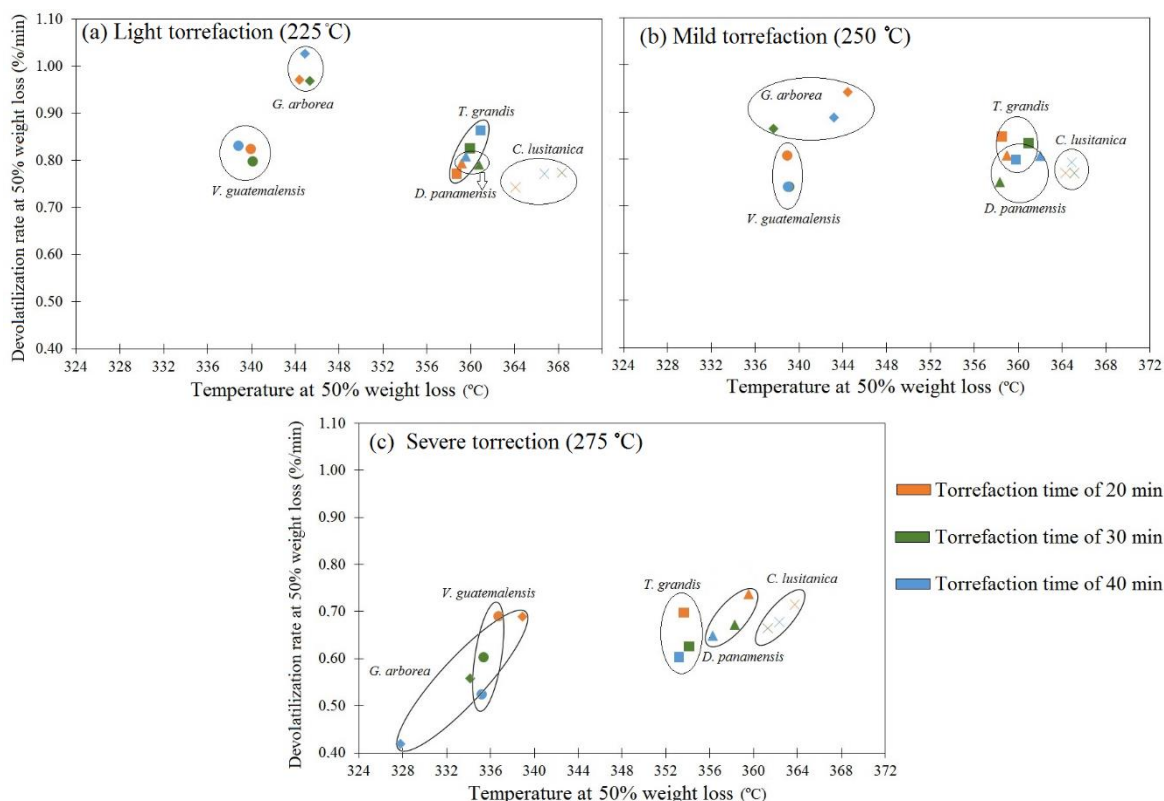 (a) Light torrefaction (225 ˚C)
Devolatilization rate at 50% weight loss (%/min)
1.10
1.00
0.90
0.80
0.70
0.60
0.50
0.40
G. arborea
V. guatemalensis
T. grandis
C. lusitanica
D. panamensis
324 328 332 336 340 344 348 352 356 360 364 368
Temperature at 50% weight loss (ºC)
(b) Mild torrefaction (250 ˚C)
G. arborea
T. grandis
C. lusitanica
V. guatemalensis
D. panamensis
324 328 332 336 340 344 348 352 356 360 364 368 372
Temperature at 50% weight loss (ºC)
(c) Severe torrection (275 ˚C)
Devolatilization rate at 50% weight loss (%/min)
1.10
1.00
0.90
0.80
0.70
0.60
0.50
0.40
V. guatemalensis
T. grandis
C. lusitanica
G. arborea
D. panamensis
324 328 332 336 340 344 348 352 356 360 364 368 372
Temperature at 50% weight loss (ºC)
Torrefaction time of 20 min
Torrefaction time of 30 min
Torrefaction time of 40 min